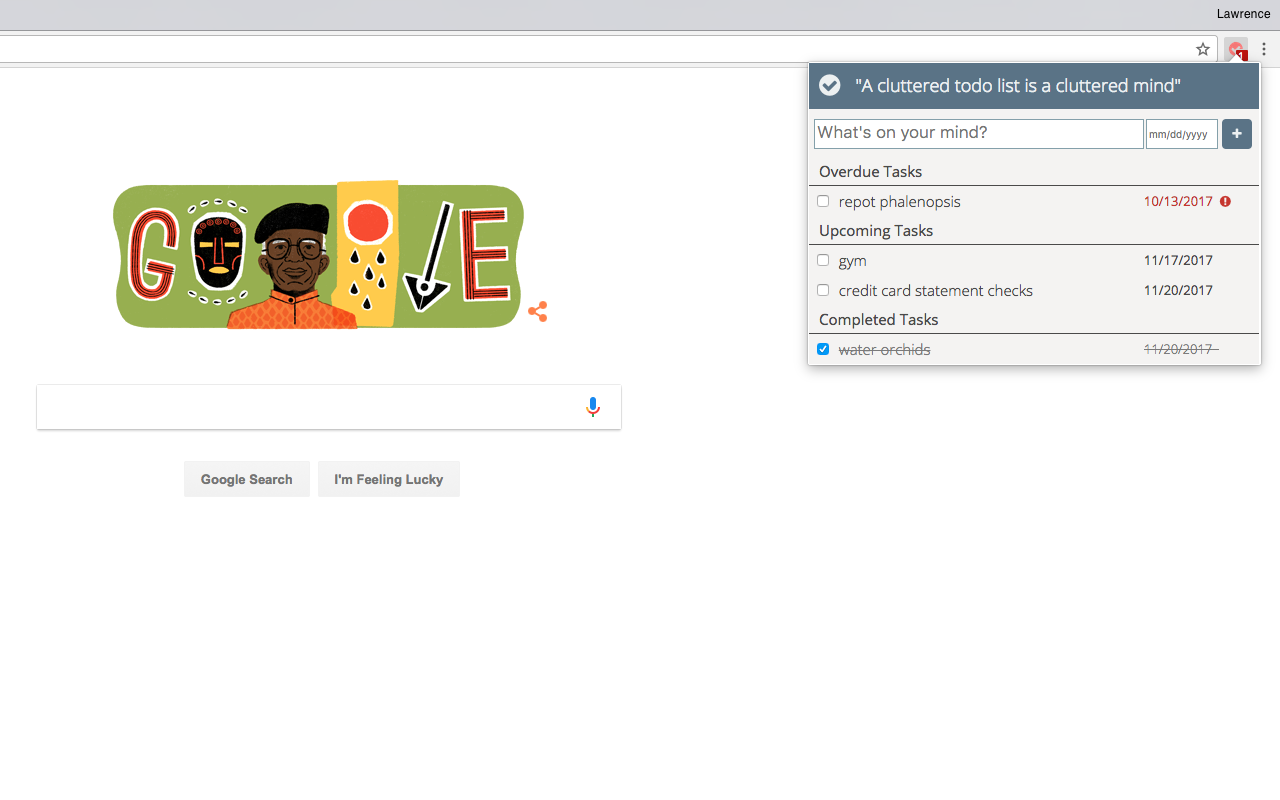 Lawrence
1
"A cluttered todo list is a cluttered mind"
What's on your mind?
mm/dd/yyyy
+
Overdue Tasks
repot phalenopsis 10/13/2017
Upcoming Tasks
gym 11/17/2017
credit card statement checks 11/20/2017
Completed Tasks
water orchids 11/20/2017
GOOGLE
Google Search
I'm Feeling Lucky